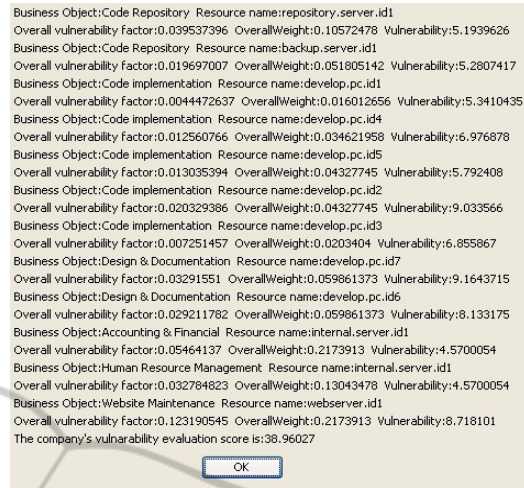 Business Object:Code Repository Resource name:repository.server.id1
Overall vulnerability factor:0.039537396 OverallWeight:0.10572478 Vulnerability:5.1939626
Business Object:Code Repository Resource name:backup.server.id1
Overall vulnerability factor:0.019697007 OverallWeight:0.051805142 Vulnerability:5.2807417
Business Object:Code implementation Resource name:develop.pc.id1
Overall vulnerability factor:0.0044472637 OverallWeight:0.016012656 Vulnerability:5.3410435
Business Object:Code implementation Resource name:develop.pc.id4
Overall vulnerability factor:0.012560766 OverallWeight:0.034621958 Vulnerability:6.976878
Business Object:Code implementation Resource name:develop.pc.id5
Overall vulnerability factor:0.013035394 OverallWeight:0.04327745 Vulnerability:5.792408
Business Object:Code implementation Resource name:develop.pc.id2
Overall vulnerability factor:0.020329386 OverallWeight:0.04327745 Vulnerability:9.033566
Business Object:Code implementation Resource name:develop.pc.id3
Overall vulnerability factor:0.007251457 OverallWeight:0.0203404 Vulnerability:6.855867
Business Object:Design & Documentation Resource name:develop.pc.id7
Overall vulnerability factor:0.03291551 OverallWeight:0.059861373 Vulnerability:9.1643715
Business Object:Design & Documentation Resource name:develop.pc.id6
Overall vulnerability factor:0.029211782 OverallWeight:0.059861373 Vulnerability:8.133175
Business Object:Accounting & Financial Resource name:internal.server.id1
Overall vulnerability factor:0.05464137 OverallWeight:0.2173913 Vulnerability:4.5700054
Business Object:Human Resource Management Resource name:internal.server.id1
Overall vulnerability factor:0.032784823 OverallWeight:0.13043478 Vulnerability:4.5700054
Business Object:Website Maintenance Resource name:webserver.id1
Overall vulnerability factor:0.123190545 OverallWeight:0.2173913 Vulnerability:8.718101
The company's vulnarability evaluation score is:38.96027
OK